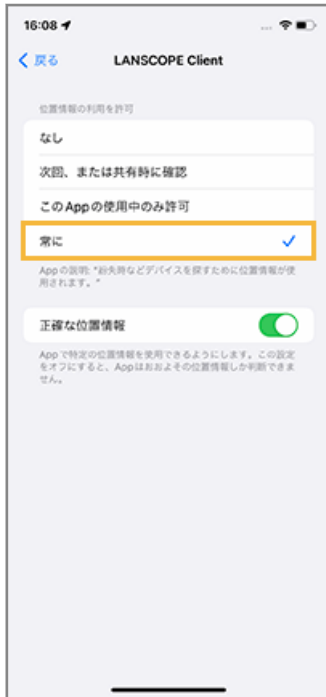 16:08
戻る
LANSCOPE Client
位置情報の利用を許可
なし
次回、または共有時に確認
このAppの使用中のみ許可
常に
Appの説明: "紛失時などデバイスを探すために位置情報が使
用されます。"
正確な位置情報
Appで特定の位置情報を使用できるようにします。この設定
をオフにすると、Appはおおよその位置情報しか判断できま
せん。